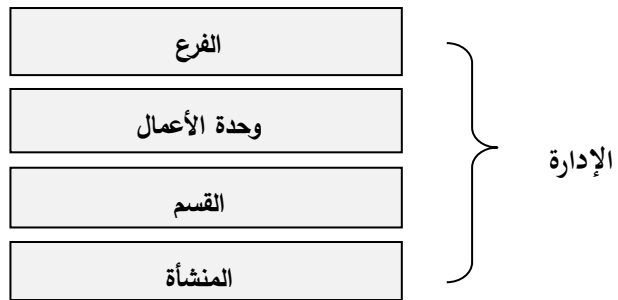 الفرع
وحدة الأعمال
الإدارة
القسم
المنشأة